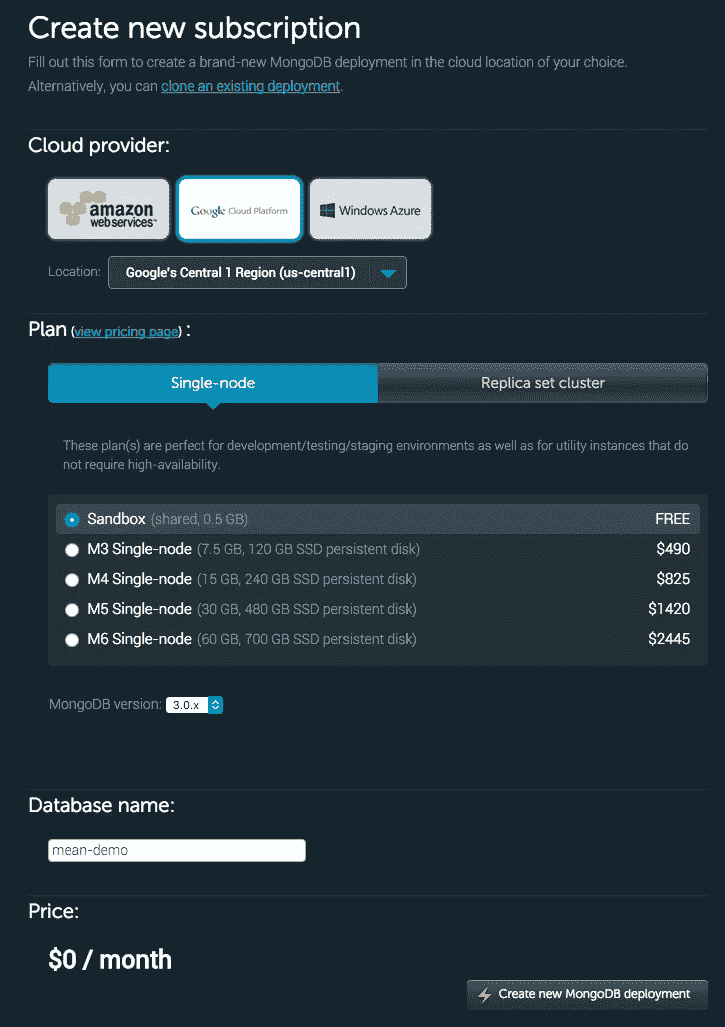 Create new subscription
Fill out this form to create a brand-new MongoDB deployment in the cloud location of your choice.
Alternatively, you can clone an existing deployment.
Cloud provider:
amazon
webservices™
Google Cloud Platform
Windows Azure
Location:
Google's Central 1 Region (us-central1)
Plan (view pricing page) :
Single-node
Replica set cluster
These plan(s) are perfect for development/testing/staging environments as well as for utility instances that do
not require high-availability.
Sandbox (shared, 0.5 GB) FREE
M3 Single-node (7.5 GB, 120 GB SSD persistent disk) $490
M4 Single-node (15 GB, 240 GB SSD persistent disk) $825
M5 Single-node (30 GB, 480 GB SSD persistent disk) $1420
M6 Single-node (60 GB, 700 GB SSD persistent disk) $2445
MongoDB version: 3.0.x
Database name:
mean-demo
Price:
$0 / month
Create new MongoDB deployment